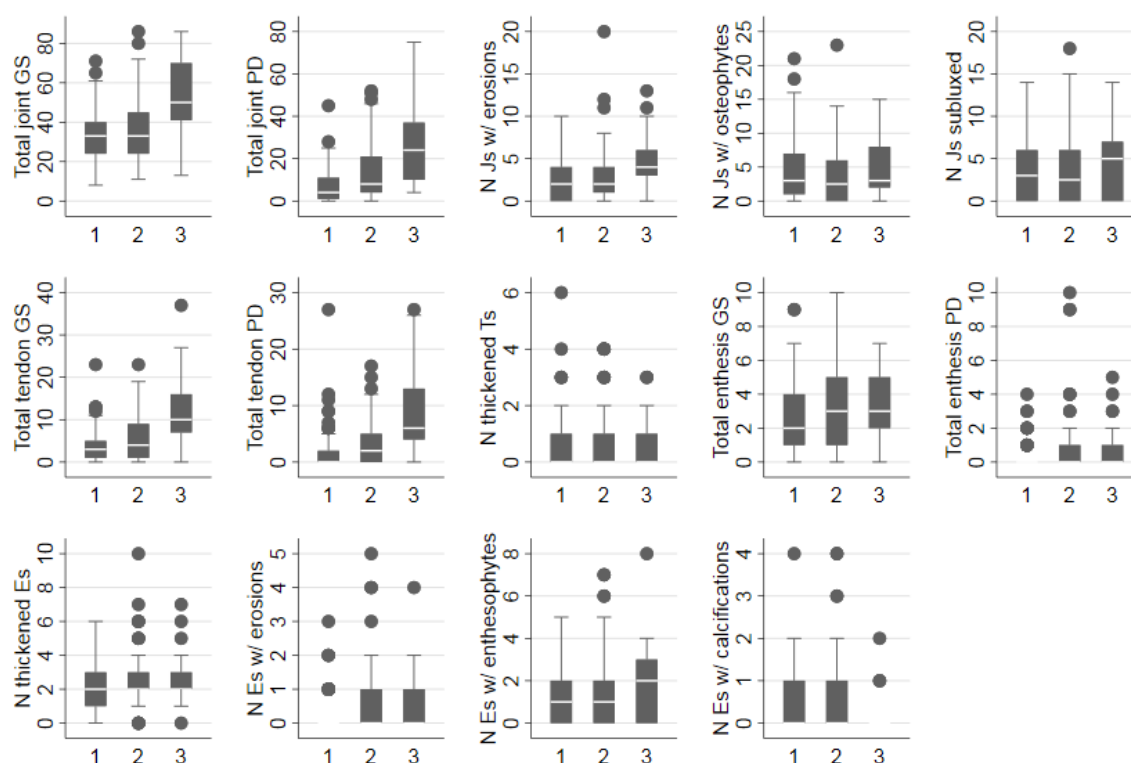 Total joint GS
0 20 40 60 80
1 2 3
Total joint PD
0 20 40 60 80
1 2 3
N Js w/ erosions
0 5 10 15 20
1 2 3
N Js w/ osteophytes
0 5 10 15 20 25
1 2 3
N Js subluxed
0 5 10 15 20
1 2 3
Total tendon GS
0 10 20 30 40
1 2 3
Total tendon PD
0 10 20 30
1 2 3
N thickened Ts
0 2 4 6
1 2 3
Total enthesis GS
0 2 4 6 8 10
1 2 3
Total enthesis PD
0 2 4 6 8 10
1 2 3
N thickened Es
0 2 4 6 8 10
1 2 3
N Es w/ erosions
0 1 2 3 4 5
1 2 3
N Es w/ enthesophytes
0 2 4 6 8
1 2 3
N Es w/ calcifications
0 1 2 3 4
1 2 3